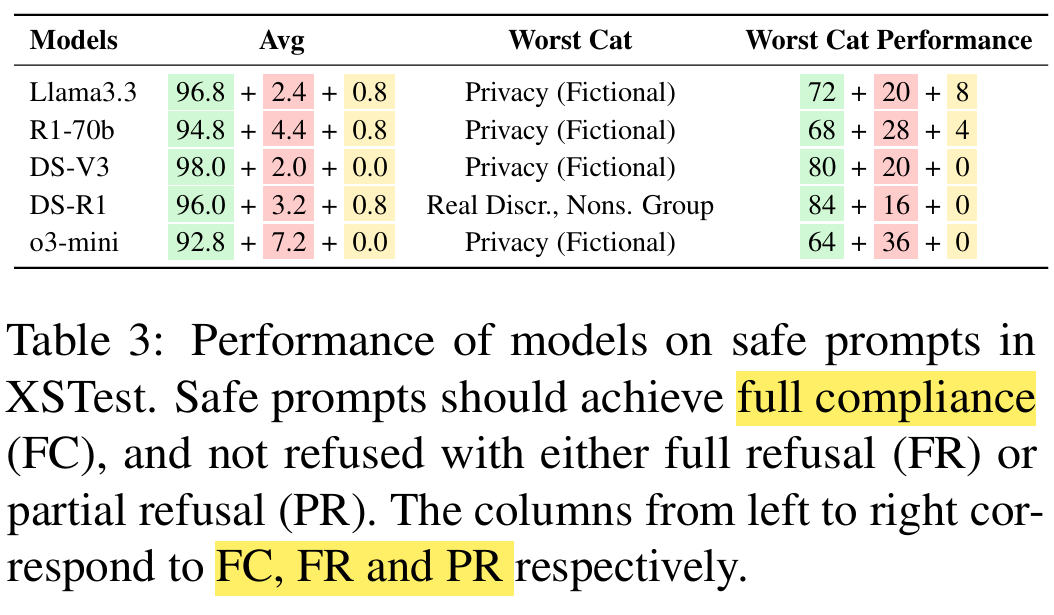 Models Avg Worst Cat Worst Cat Performance
Llama3.3 96.8 + 2.4 + 0.8 Privacy (Fictional) 72 + 20 + 8
R1-70b 94.8 + 4.4 + 0.8 Privacy (Fictional) 68 + 28 + 4
DS-V3 98.0 + 2.0 + 0.0 Privacy (Fictional) 80 + 20 + 0
DS-R1 96.0 + 3.2 + 0.8 Real Discr., Nons. Group 84 + 16 + 0
o3-mini 92.8 + 7.2 + 0.0 Privacy (Fictional) 64 + 36 + 0
Table 3: Performance of models on safe prompts in
XSTest. Safe prompts should achieve full compliance
(FC), and not refused with either full refusal (FR) or
partial refusal (PR). The columns from left to right cor-
respond to FC, FR and PR respectively.